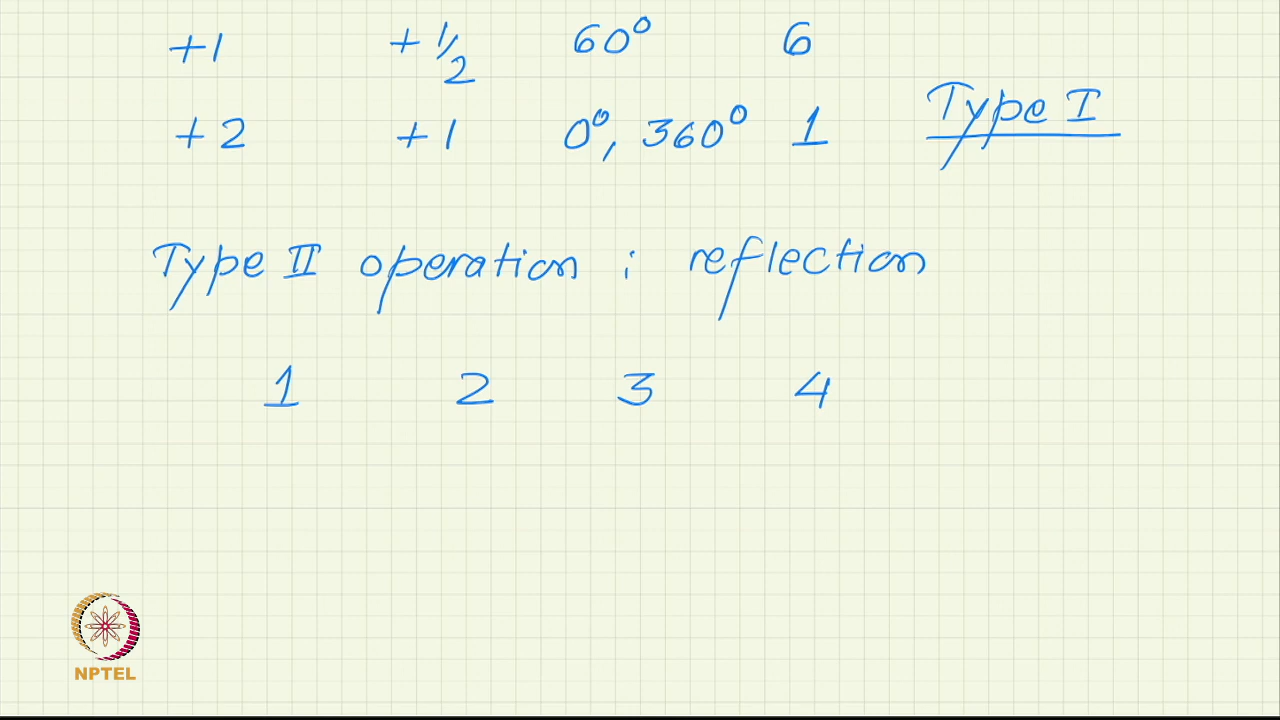 +1 +1/2 60° 6
+2 +1 0°, 360° 1 Type I
Type II operation : reflection
1 2 3 4
NPTEL